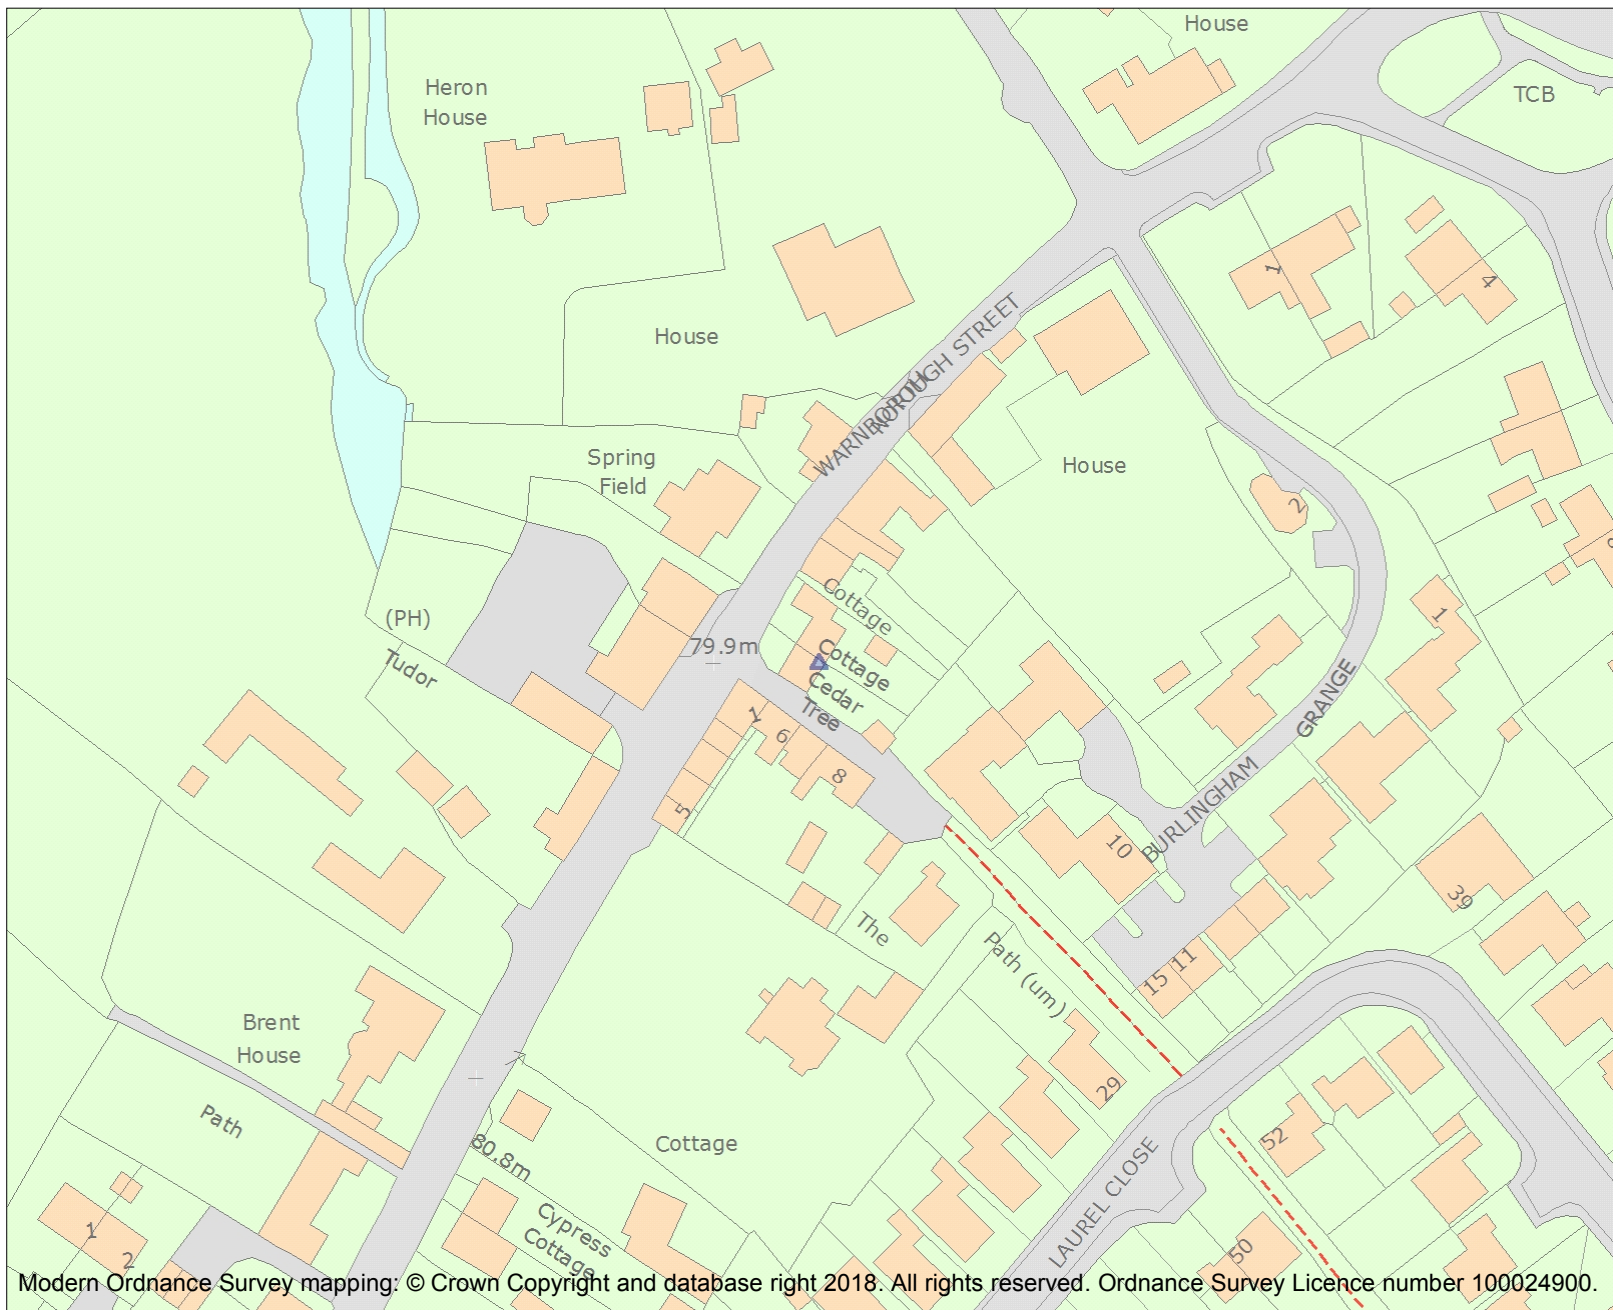 House
Heron
House
TCB
1
4
House
NORTH
WARNBOROUGH STREET
House
Spring
Field
2
Cottage
(PH)
1
79.9m
Tudor
Cottage
Cedar
Tree
GRANGE
1
6
8
5
BURLINGHAM
10
39
The
Path (um)
15
11
Brent
House
29
Path
80.8m
Cottage
52
LAUREL CLOSE
Cypress
Cottage
1
2
50
Modern Ordnance Survey mapping: © Crown Copyright and database right 2018. All rights reserved. Ordnance Survey Licence number 100024900.